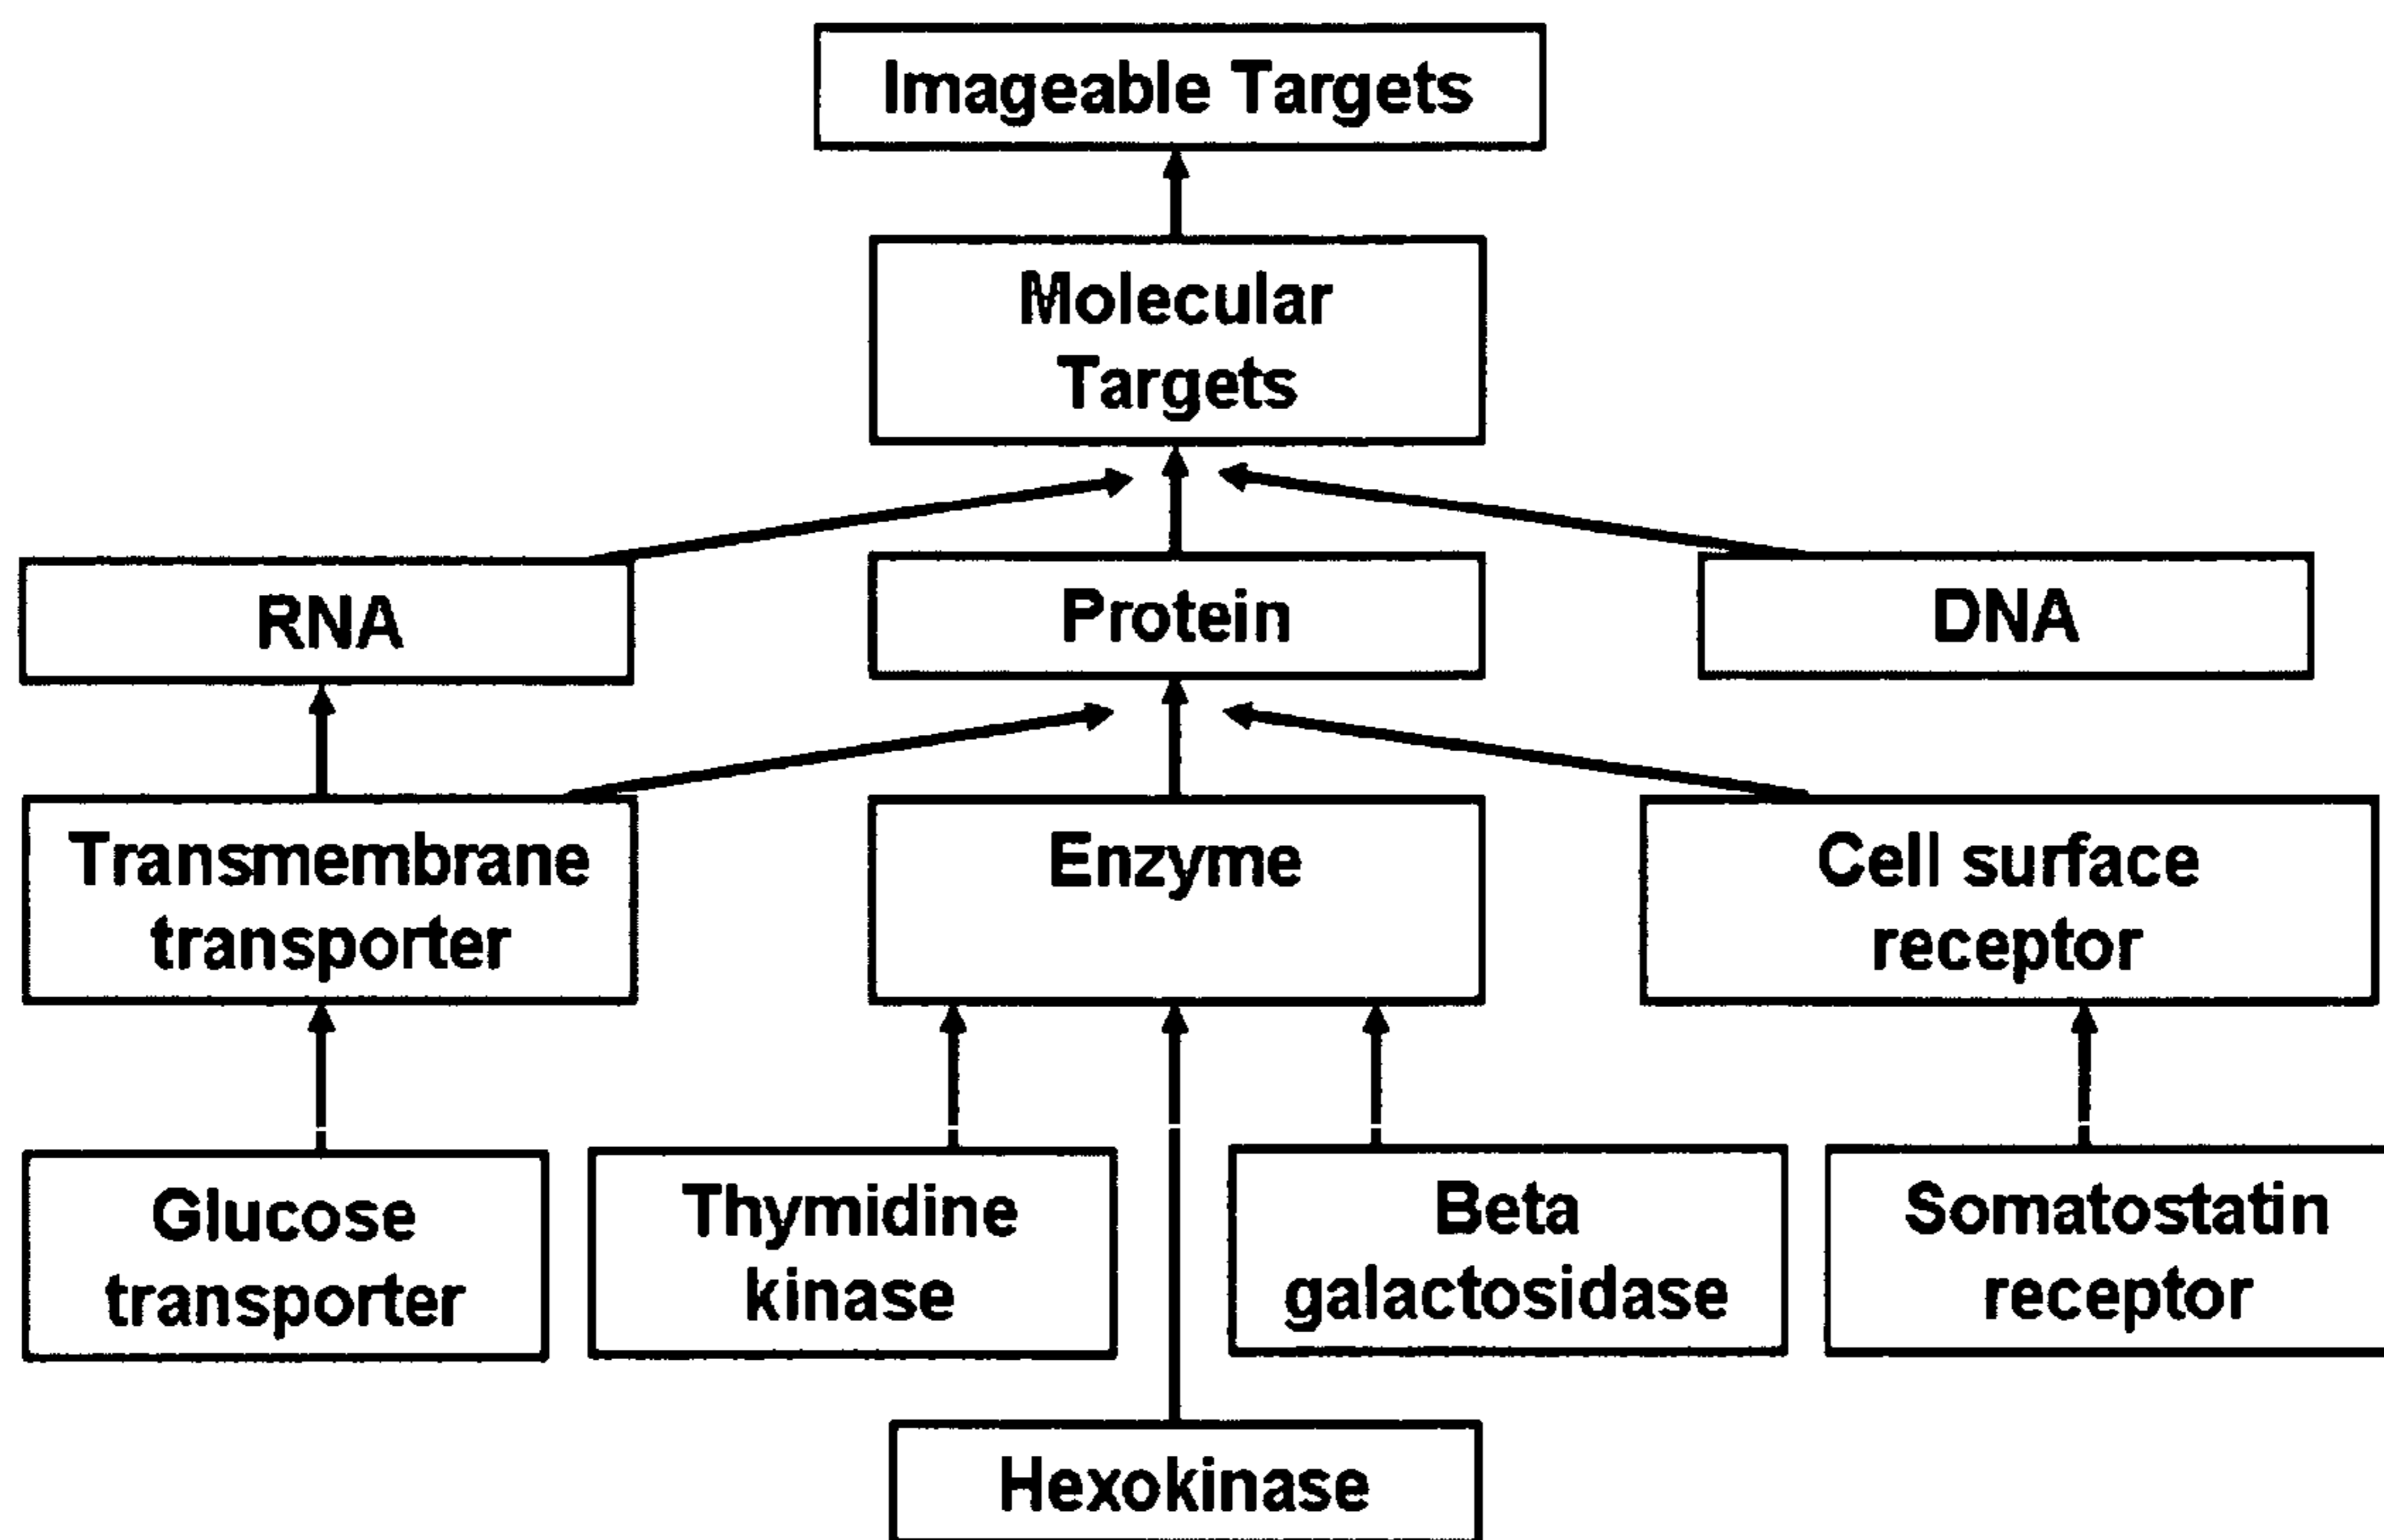 Imageable Targets
Molecular
Targets
RNA
Protein
DNA
Transmembrane
transporter
Enzyme
Cell surface
receptor
Glucose
transporter
Thymidine
kinase
Beta
galactosidase
Somatostatin
receptor
Hexokinase